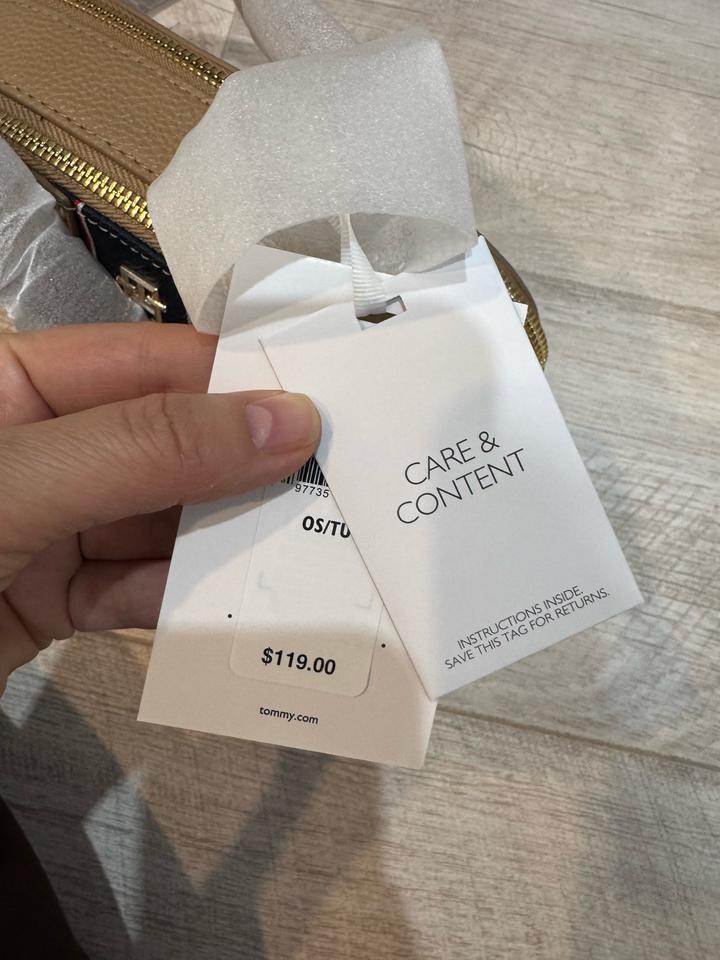 97735
OS/TU
$119.00
tommy.com
CARE &
CONTENT
INSTRUCTIONS INSIDE.
SAVE THIS TAG FOR RETURNS.